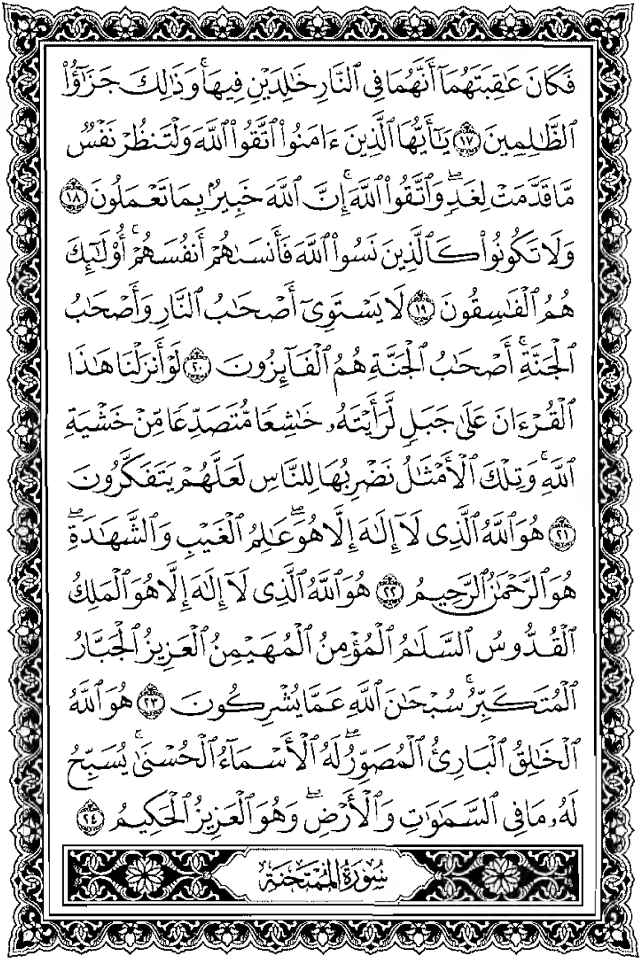 فَكَانَ عَٰقِبَتَهُمَآ أَنَّهُمَا فِي ٱلنَّارِ خَٰلِدَيۡنِ فِيهَاۚ وَذَٰلِكَ جَزَٰٓؤُاْ
ٱلظَّٰلِمِينَ ١٧ يَٰٓأَيُّهَا ٱلَّذِينَ ءَامَنُواْ ٱتَّقُواْ ٱللَّهَ وَلۡتَنظُرۡ نَفۡسٞ
مَّا قَدَّمَتۡ لِغَدٖۖ وَٱتَّقُواْ ٱللَّهَۚ إِنَّ ٱللَّهَ خَبِيرُۢ بِمَا تَعۡمَلُونَ ١٨
وَلَا تَكُونُواْ كَٱلَّذِينَ نَسُواْ ٱللَّهَ فَأَنسَىٰهُمۡ أَنفُسَهُمۡۚ أُوْلَٰٓئِكَ
هُمُ ٱلۡفَٰسِقُونَ ١٩ لَا يَسۡتَوِيٓ أَصۡحَٰبُ ٱلنَّارِ وَأَصۡحَٰبُ
ٱلۡجَنَّةِۚ أَصۡحَٰبُ ٱلۡجَنَّةِ هُمُ ٱلۡفَآئِزُونَ ٢٠ لَوۡ أَنزَلۡنَا هَٰذَا
ٱلۡقُرۡءَانَ عَلَىٰ جَبَلٖ لَّرَأَيۡتَهُۥ خَٰشِعٗا مُّتَصَدِّعٗا مِّنۡ خَشۡيَةِ
ٱللَّهِۚ وَتِلۡكَ ٱلۡأَمۡثَٰلُ نَضۡرِبُهَا لِلنَّاسِ لَعَلَّهُمۡ يَتَفَكَّرُونَ
٢١ هُوَ ٱللَّهُ ٱلَّذِي لَآ إِلَٰهَ إِلَّا هُوَۖ عَٰلِمُ ٱلۡغَيۡبِ وَٱلشَّهَٰدَةِۖ
هُوَ ٱلرَّحۡمَٰنُ ٱلرَّحِيمُ ٢٢ هُوَ ٱللَّهُ ٱلَّذِي لَآ إِلَٰهَ إِلَّا هُوَ ٱلۡمَلِكُ
ٱلۡقُدُّوسُ ٱلسَّلَٰمُ ٱلۡمُؤۡمِنُ ٱلۡمُهَيۡمِنُ ٱلۡعَزِيزُ ٱلۡجَبَّارُ
ٱلۡمُتَكَبِّرُۚ سُبۡحَٰنَ ٱللَّهِ عَمَّا يُشۡرِكُونَ ٢٣ هُوَ ٱللَّهُ
ٱلۡخَٰلِقُ ٱلۡبَارِئُ ٱلۡمُصَوِّرُۖ لَهُ ٱلۡأَسۡمَآءُ ٱلۡحُسۡنَىٰۚ يُسَبِّحُ
لَهُۥ مَا فِي ٱلسَّمَٰوَٰتِ وَٱلۡأَرۡضِۖ وَهُوَ ٱلۡعَزِيزُ ٱلۡحَكِيمُ ٢٤
سُورَةُ المُمْتَحنَةِ